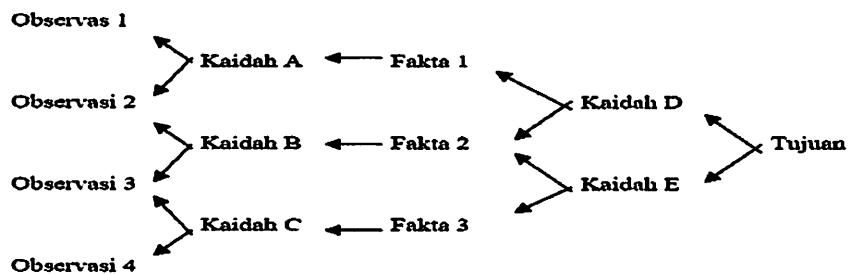 Observas 1
Kaidah A Fakta 1
Observasi 2 Kaidah D
Kaidah B Fakta 2 Tujuan
Observasi 3 Kaidah E
Kaidah C Fakta 3
Observasi 4